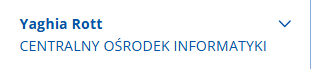 Yaghia Rott
CENTRALNY OŚRODEK INFORMATYKI